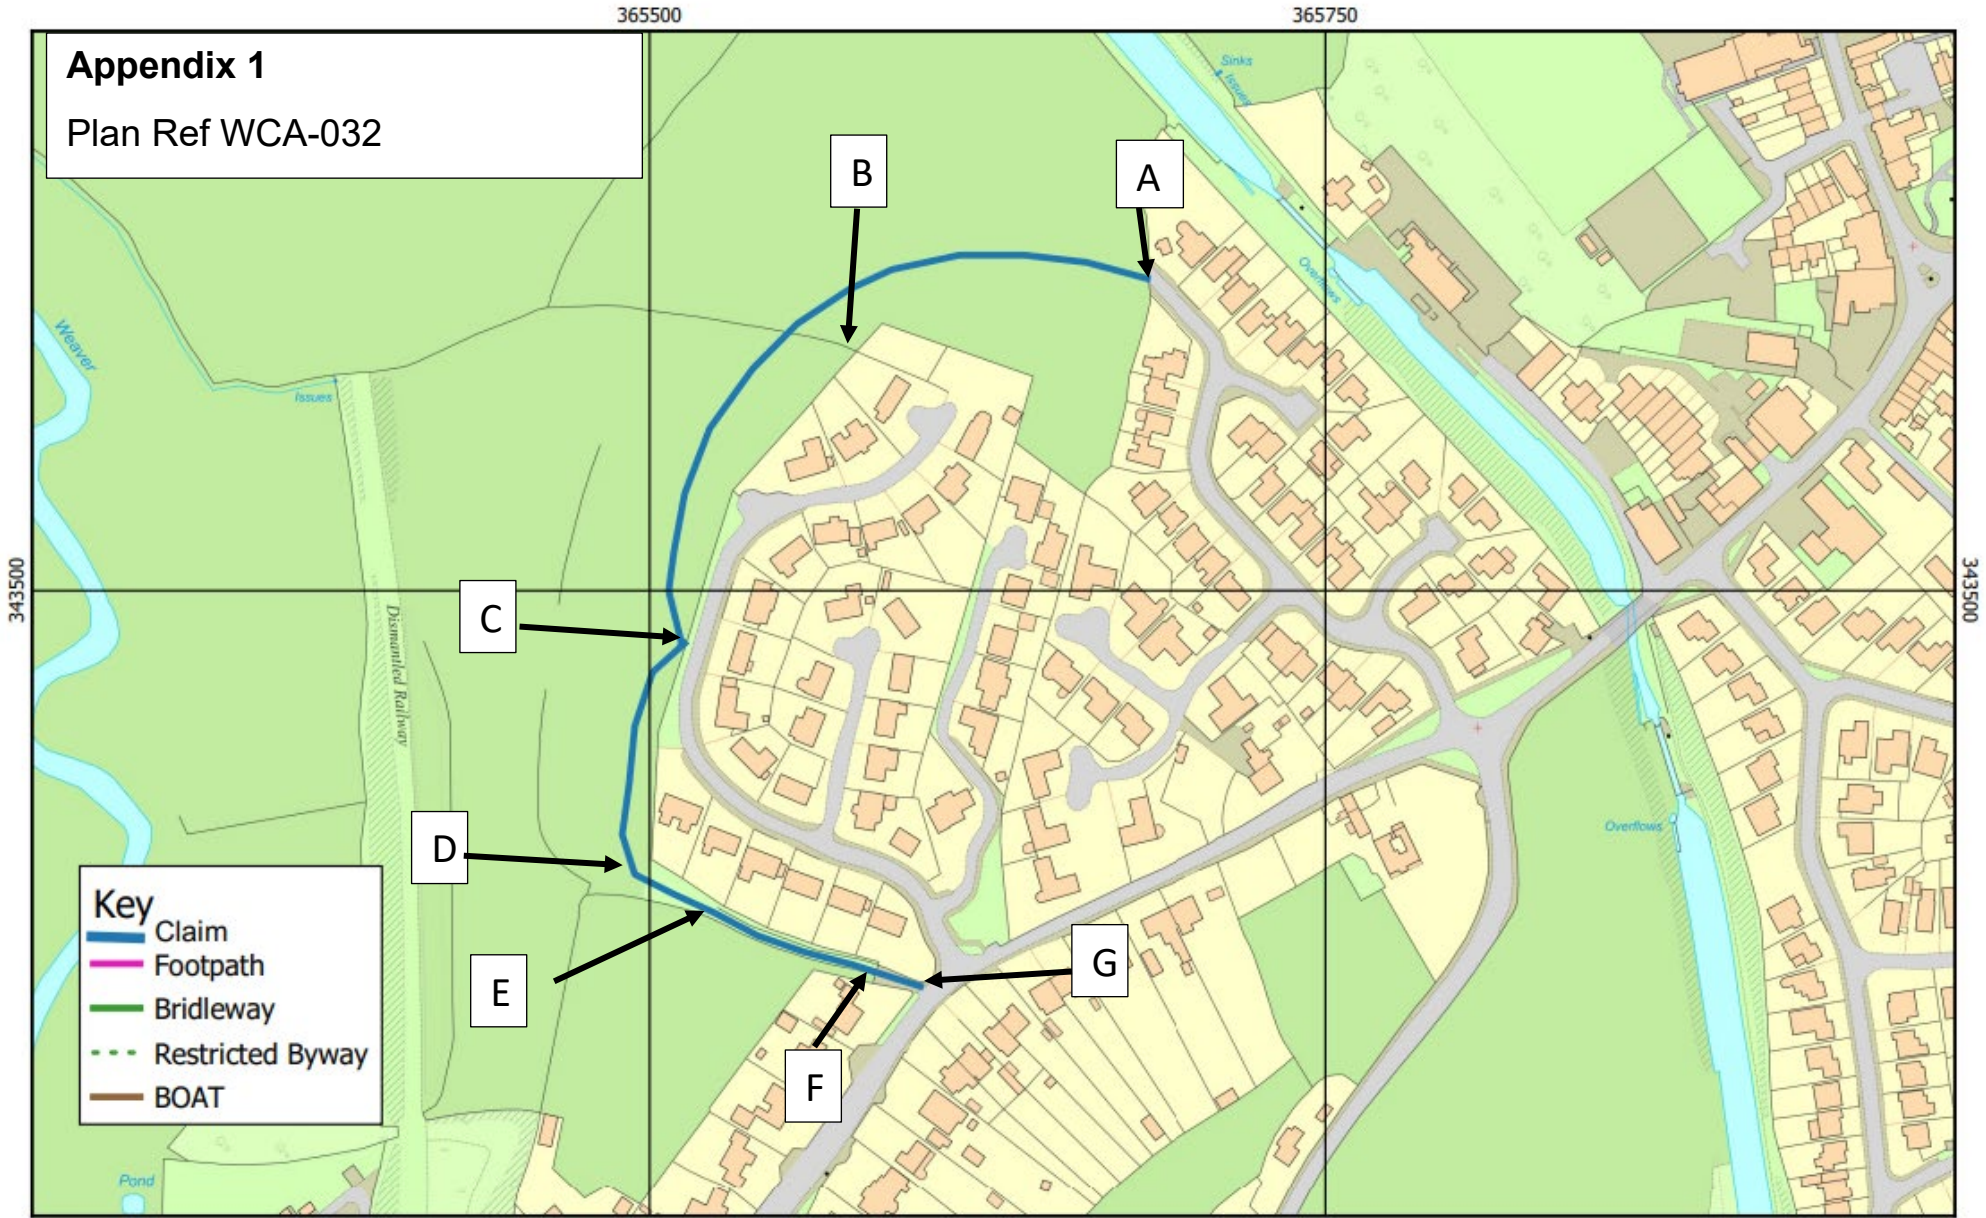 365500
365750
Appendix 1
Plan Ref WCA-032
Sinks
Issues
B
A
Overflows
Weaver
Issues
343500
343500
C
Dismantled Railway
D
Overflows
E
G
F
Key
Claim
Footpath
Bridleway
Restricted Byway
BOAT
Pond